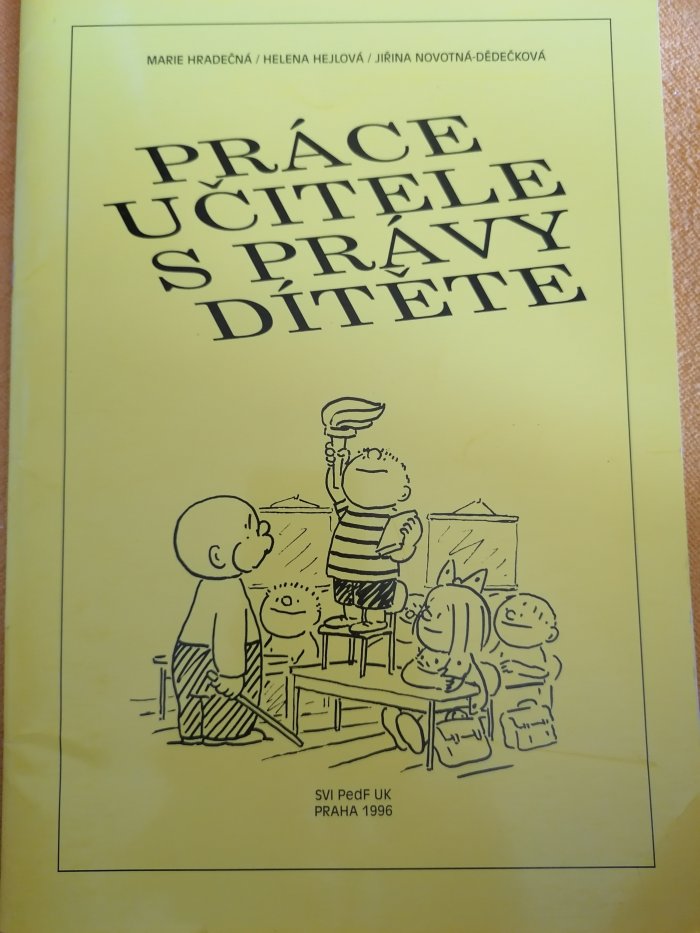 MARIE HRADEČNÁ / HELENA HEJLOVÁ / JIŘINA NOVOTNÁ-DĚDEČKOVÁ
PRÁCE
UČITELE
S PRÁVY
DÍTĚTE
SVI PedF UK
PRAHA 1996